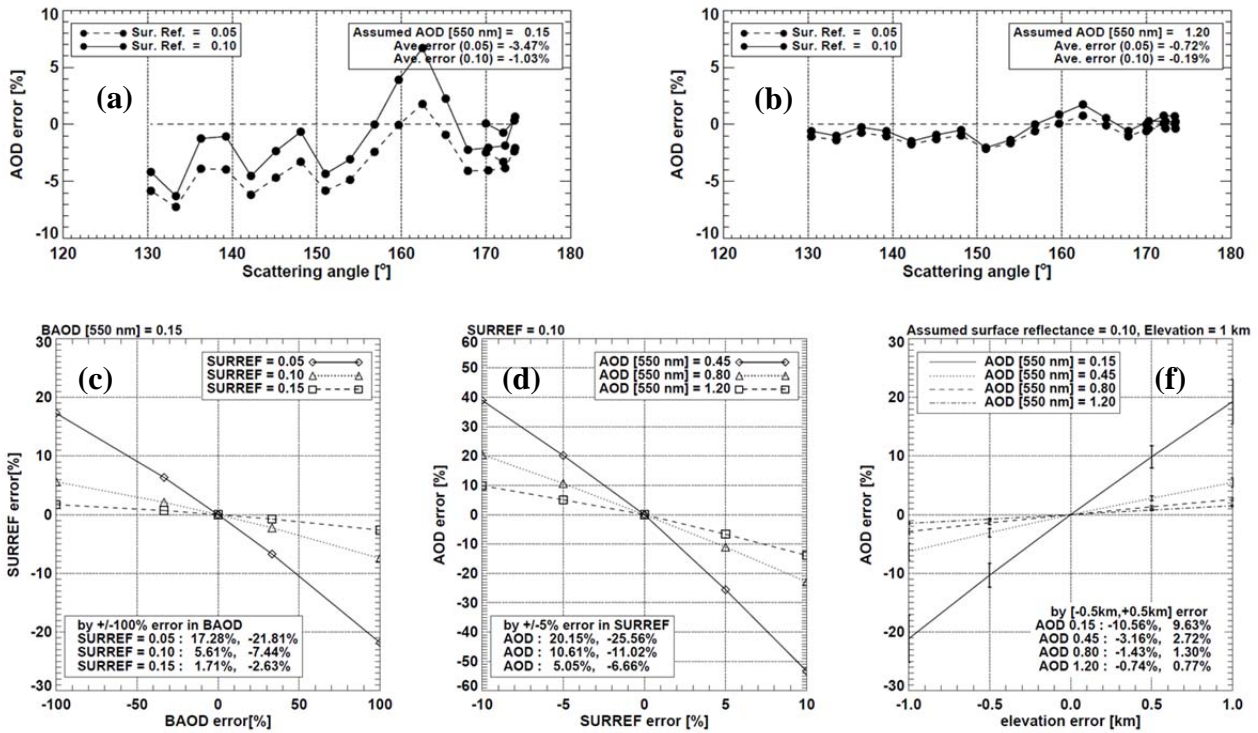 (a)
Sur. Ref. = 0.05
Sur. Ref. = 0.10
Assumed AOD [550 nm] = 0.15
Ave. error (0.05) = -3.47%
Ave. error (0.10) = -1.03%
AOD error [%]
10
5
0
-5
-10
120 130 140 150 160 170 180
Scattering angle [°]
(b)
Sur. Ref. = 0.05
Sur. Ref. = 0.10
Assumed AOD [550 nm] = 1.20
Ave. error (0.05) = -0.72%
Ave. error (0.10) = -0.19%
AOD error [%]
10
5
0
-5
-10
120 130 140 150 160 170 180
Scattering angle [°]
BAOD [550 nm] = 0.15
(c)
SURREF = 0.05
SURREF = 0.10
SURREF = 0.15
SURREF error[%]
30
20
10
0
-10
-20
-30
by +/-100% error in BAOD
SURREF = 0.05 : 17.28%, -21.81%
SURREF = 0.10 : 5.61%, -7.44%
SURREF = 0.15 : 1.71%, -2.63%
-100 -50 0 50 100
BAOD error[%]
SURREF = 0.10
(d)
AOD [550 nm] = 0.45
AOD [550 nm] = 0.80
AOD [550 nm] = 1.20
AOD error [%]
60
50
40
30
20
10
0
-10
-20
-30
-40
-50
-60
by +/-5% error in SURREF
AOD : 20.15%, -25.56%
AOD : 10.61%, -11.02%
AOD : 5.05%, -6.66%
-10 -5 0 5 10
SURREF error [%]
Assumed surface reflectance = 0.10, Elevation = 1 km
(f)
AOD [550 nm] = 0.15
AOD [550 nm] = 0.45
AOD [550 nm] = 0.80
AOD [550 nm] = 1.20
AOD error [%]
30
20
10
0
-10
-20
-30
by [-0.5km,+0.5km] error
AOD 0.15 : -10.56%, 9.63%
AOD 0.45 : -3.16%, 2.72%
AOD 0.80 : -1.43%, 1.30%
AOD 1.20 : -0.74%, 0.77%
-1.0 -0.5 0.0 0.5 1.0
elevation error [km]